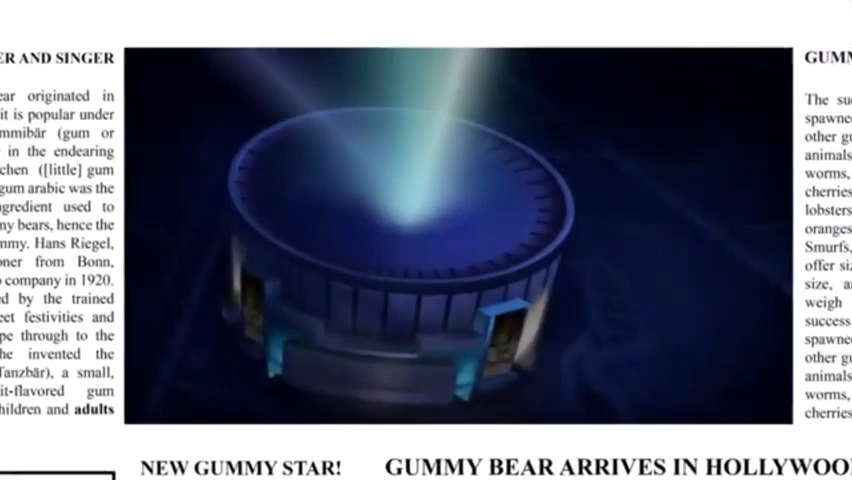 ER AND SINGER
ear originated in
it is popular under
mmibär (gum or
in the endearing
chen ([little] gum
gum arabic was the
ngredient used to
my bears, hence the
mmy. Hans Riegel,
oner from Bonn,
company in 1920.
ed by the trained
eet festivities and
pe through to the
he invented the
Tanzbär), a small,
it-flavored gum
hildren and adults
GUMM
The su
spawne
other gu
animals
worms,
cherries
lobsters
oranges
Smurfs,
offer siz
size, a
weigh
success
spawne
other gu
animals
worms,
cherries
NEW GUMMY STAR!
GUMMY BEAR ARRIVES IN HOLLYWOO